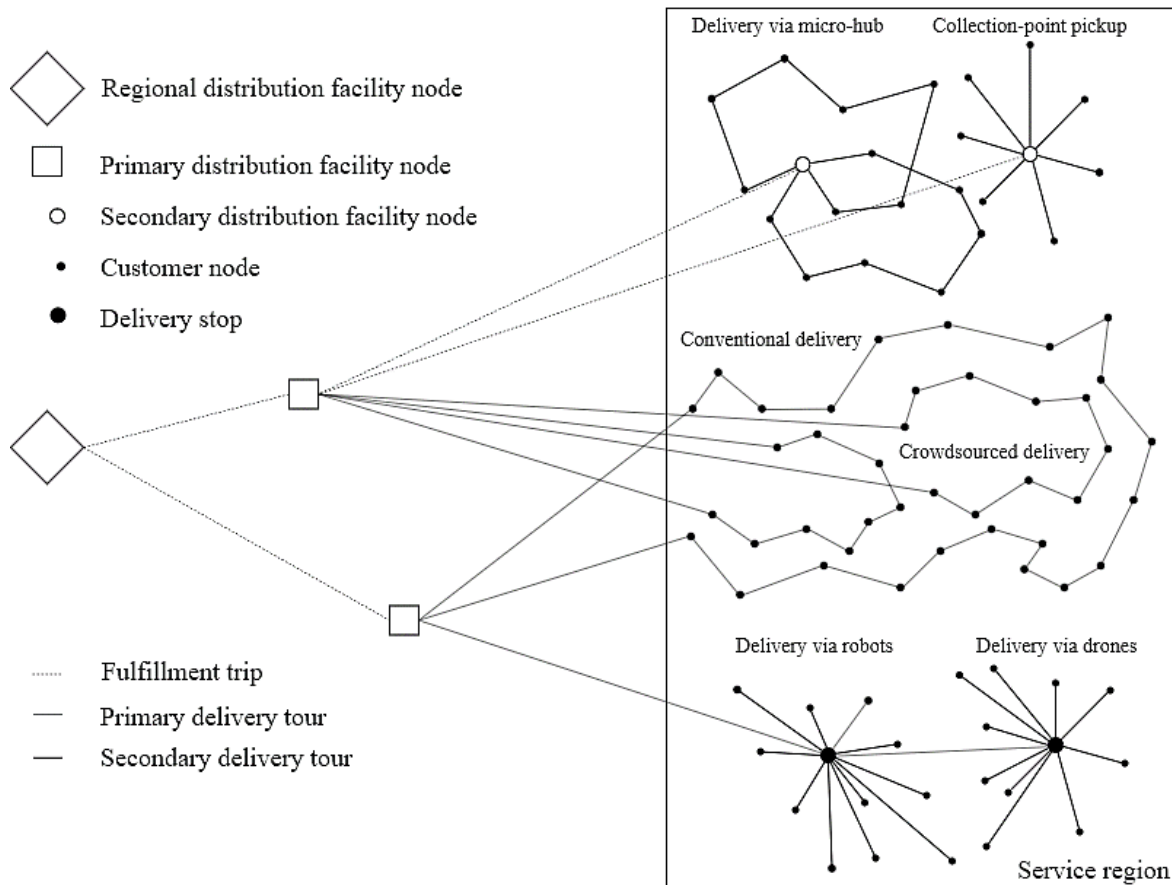 Regional distribution facility node
Primary distribution facility node
Secondary distribution facility node
Customer node
Delivery stop
Fulfillment trip
Primary delivery tour
Secondary delivery tour
Delivery via micro-hub
Collection-point pickup
Conventional delivery
Crowdsourced delivery
Delivery via robots
Delivery via drones
Service region